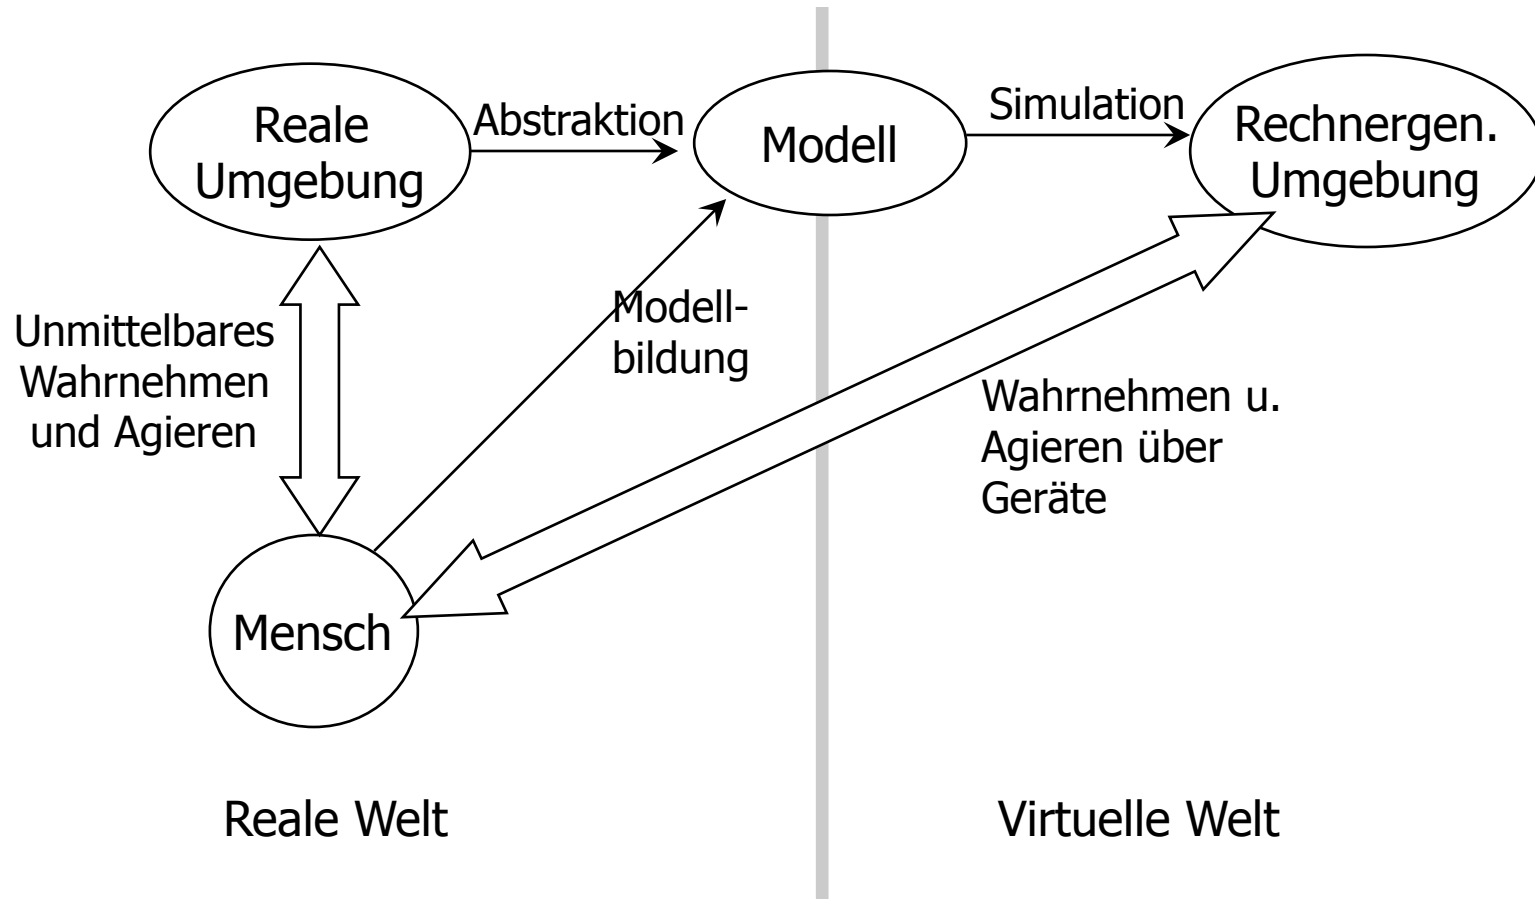 Reale
Umgebung
Abstraktion
Modell
Simulation
Rechnergen.
Umgebung
Unmittelbares
Wahrnehmen
und Agieren
Modell-
bildung
Wahrnehmen u.
Agieren über
Geräte
Mensch
Reale Welt
Virtuelle Welt